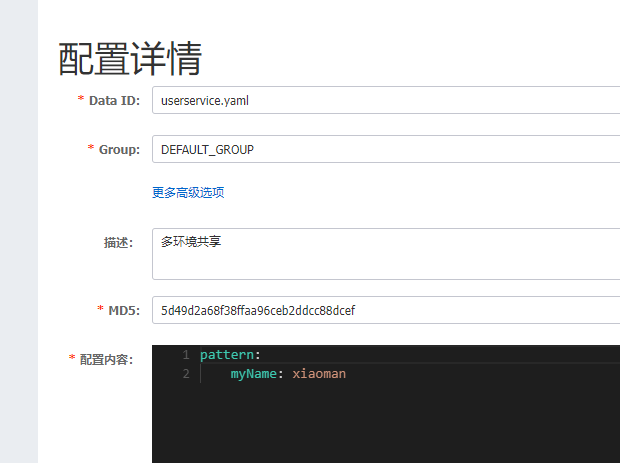 配置详情
* Data ID: userservice.yaml
* Group: DEFAULT_GROUP
更多高级选项
描述: 多环境共享
* MD5: 5d49d2a68f38ffaa96ceb2ddcc88dcef
* 配置内容: 1 pattern:
2 myName: xiaoman